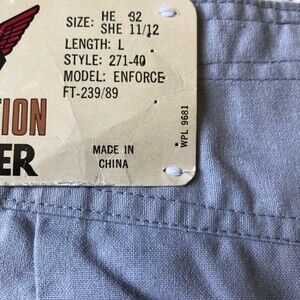 SIZE: HE 32
SHE 11/12
LENGTH: L
STYLE: 271-40
MODEL: ENFORCE
FT-239/89
TION
ER
MADE IN
CHINA
WPL 9681